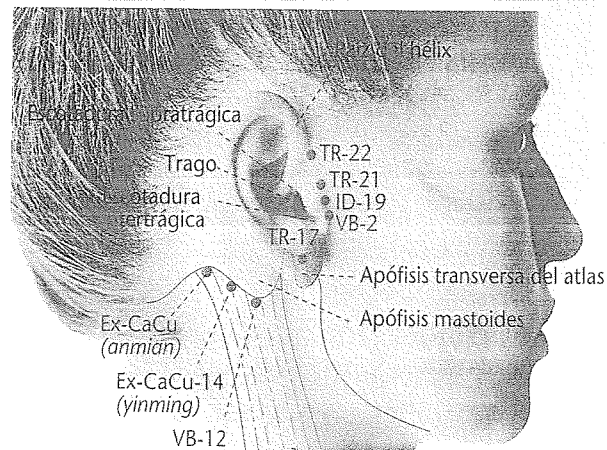 hélix
Trago
TR-22
TR-21
ID-19
VB-2
TR-17
Apófisis transversa del atlas
Apófisis mastoides
Ex-CaCu
(anmian)
Ex-CaCu-14
(yinming)
VB-12